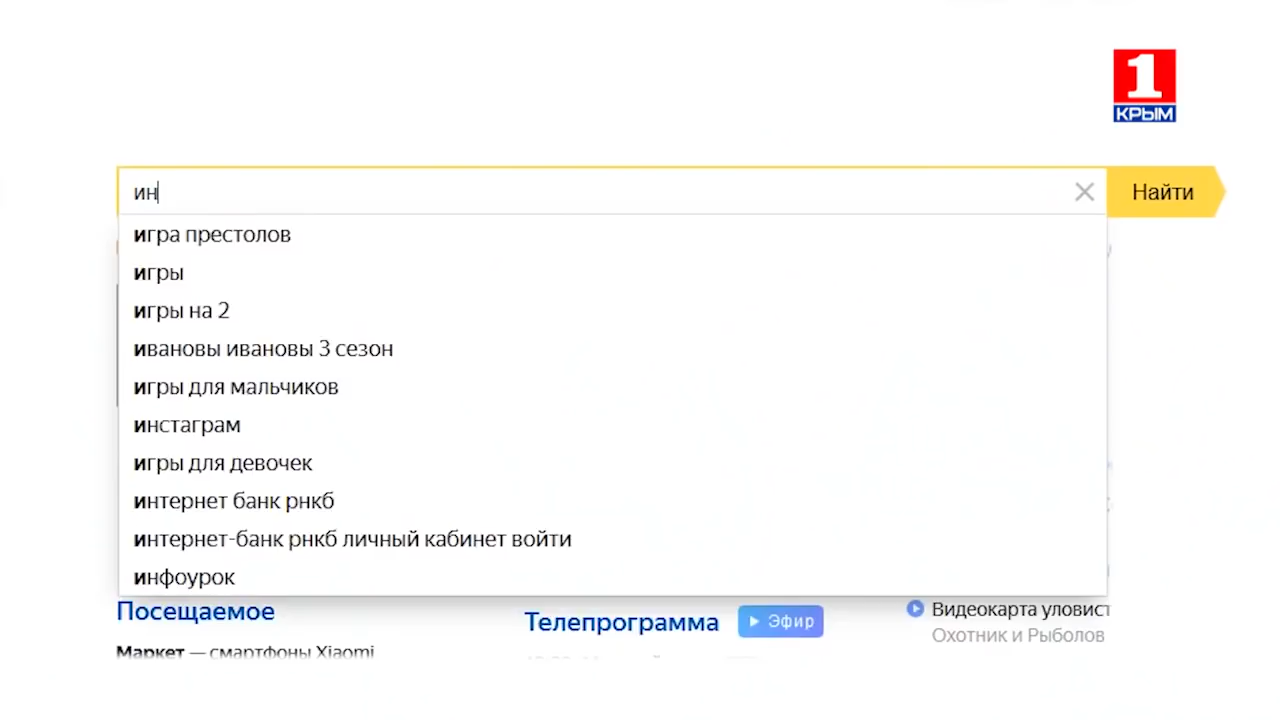 1
КРЫМ
ин
Найти
игра престолов
игры
игры на 2
ивановы ивановы 3 сезон
игры для мальчиков
инстаграм
игры для девочек
интернет банк рнкб
интернет-банк рнкб личный кабинет войти
инфоурок
Посещаемое
Телепрограмма
Эфир
Видеокарта уловист
Охотник и Рыболов
Маркет — смартфоны Xiaomi